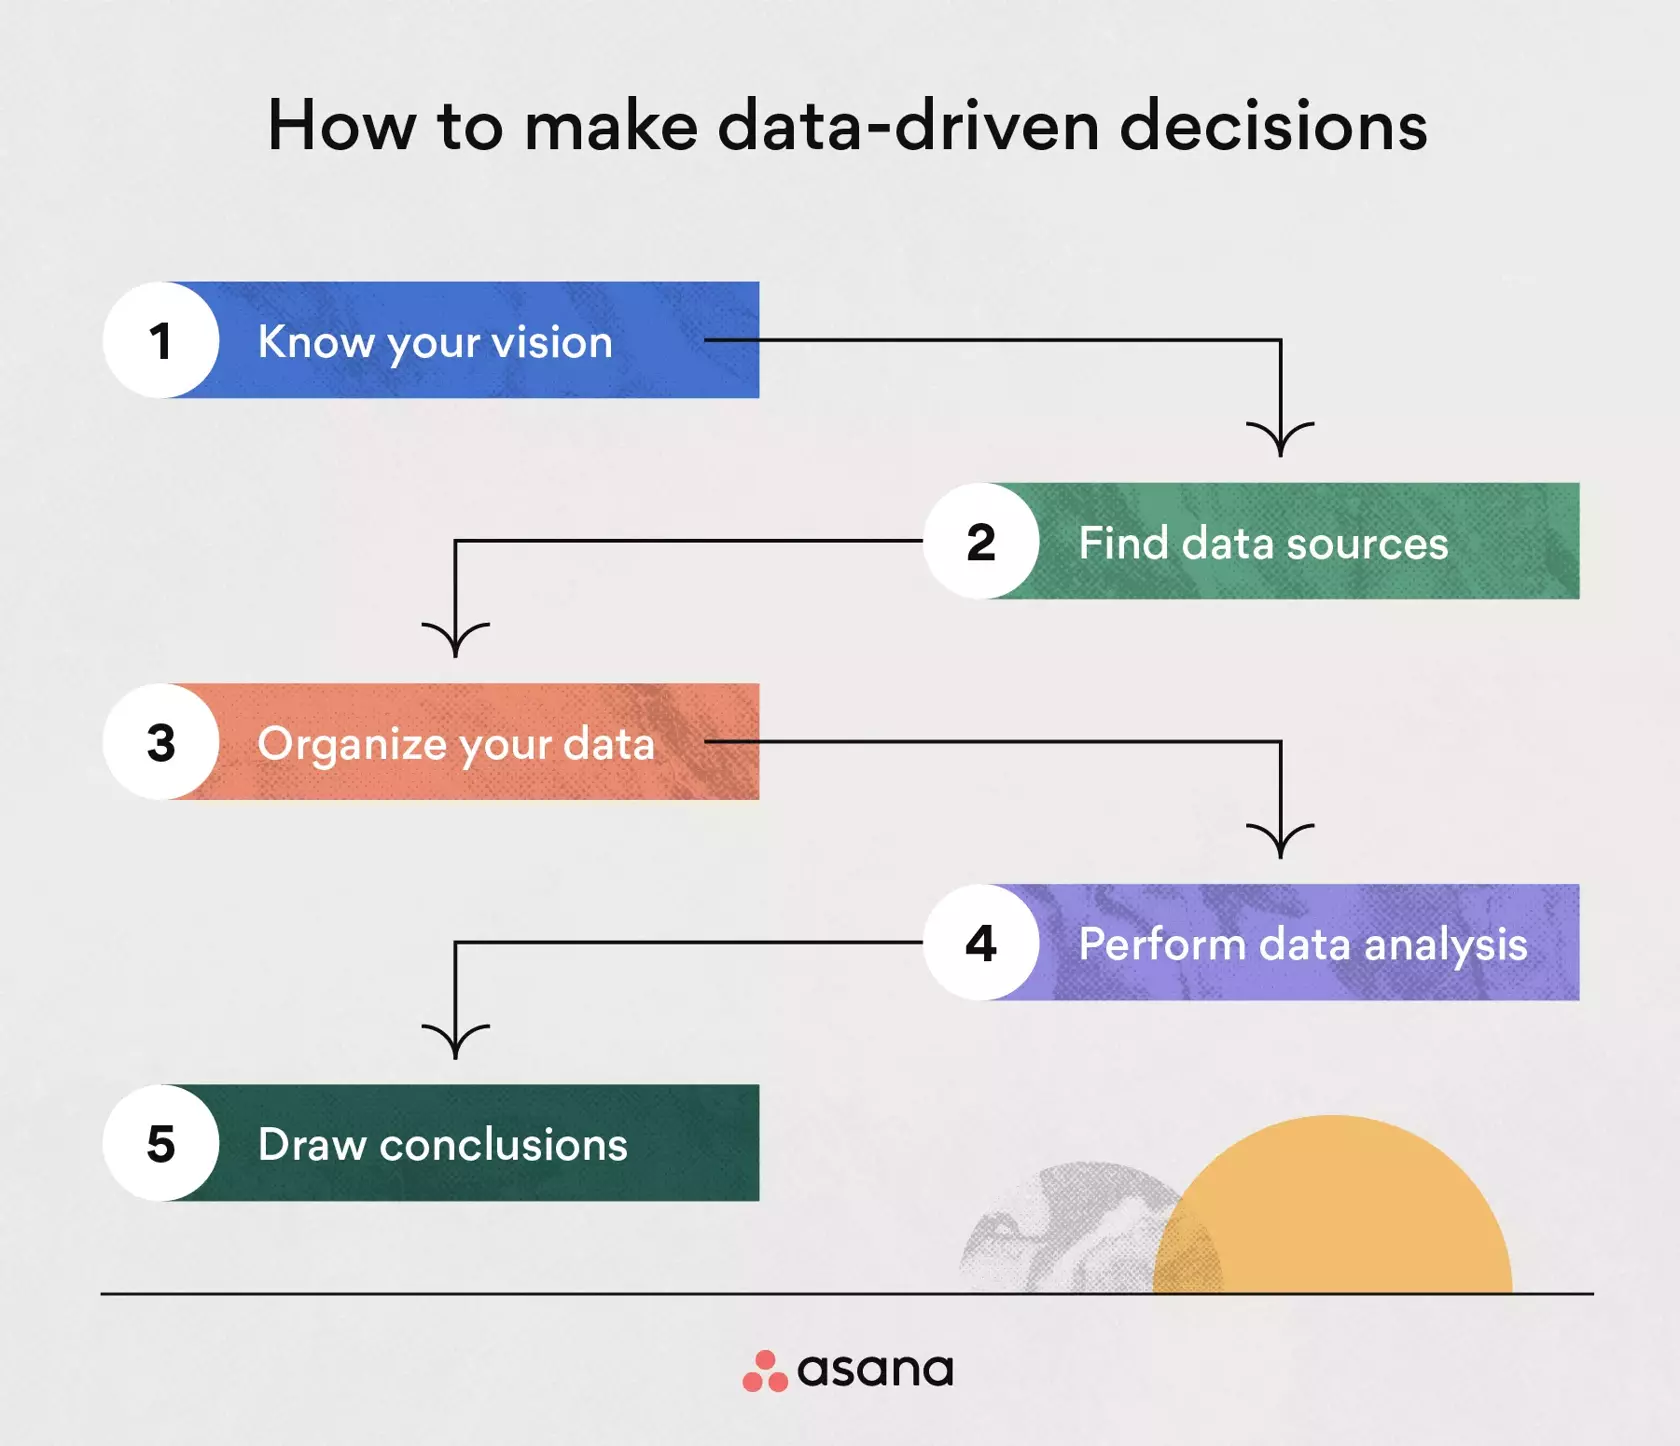 How to make data-driven decisions
1 Know your vision
2 Find data sources
3 Organize your data
4 Perform data analysis
5 Draw conclusions
asana